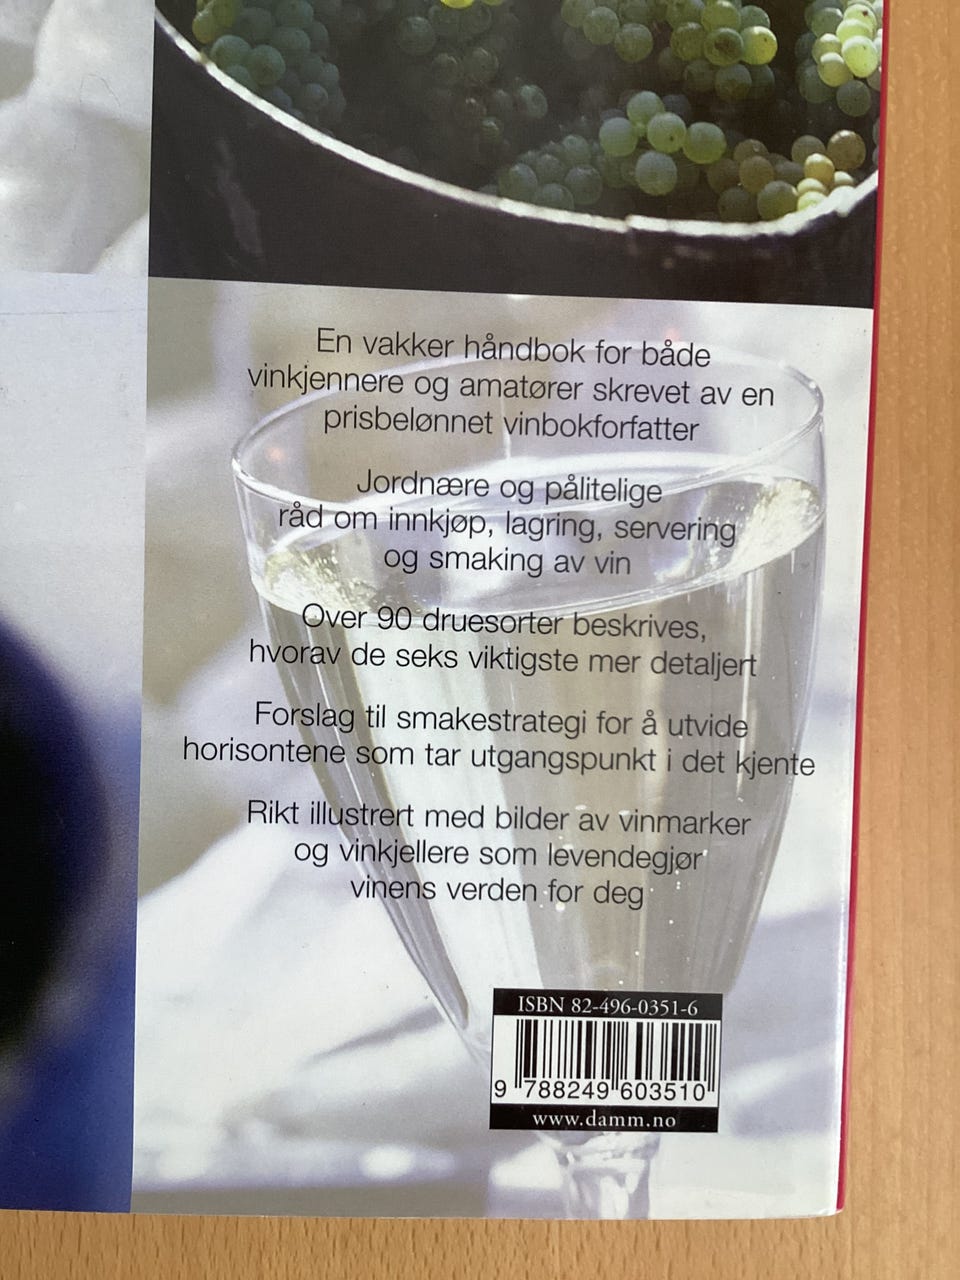 En vakker håndbok for både
vinkjennere og amatører skrevet av en
prisbelønnet vinbokforfatter
Jordnære og pålitelige
råd om innkjøp, lagring, servering
og smaking av vin
Over 90 druesorter beskrives,
hvorav de seks viktigste mer detaljert
Forslag til smakestrategi for å utvide
horisontene som tar utgangspunkt i det kjente
Rikt illustrert med bilder av vinmarker
og vinkjellere som levendegjør
vinens verden for deg
ISBN 82-496-0351-6
9 788249 603510
www.damm.no